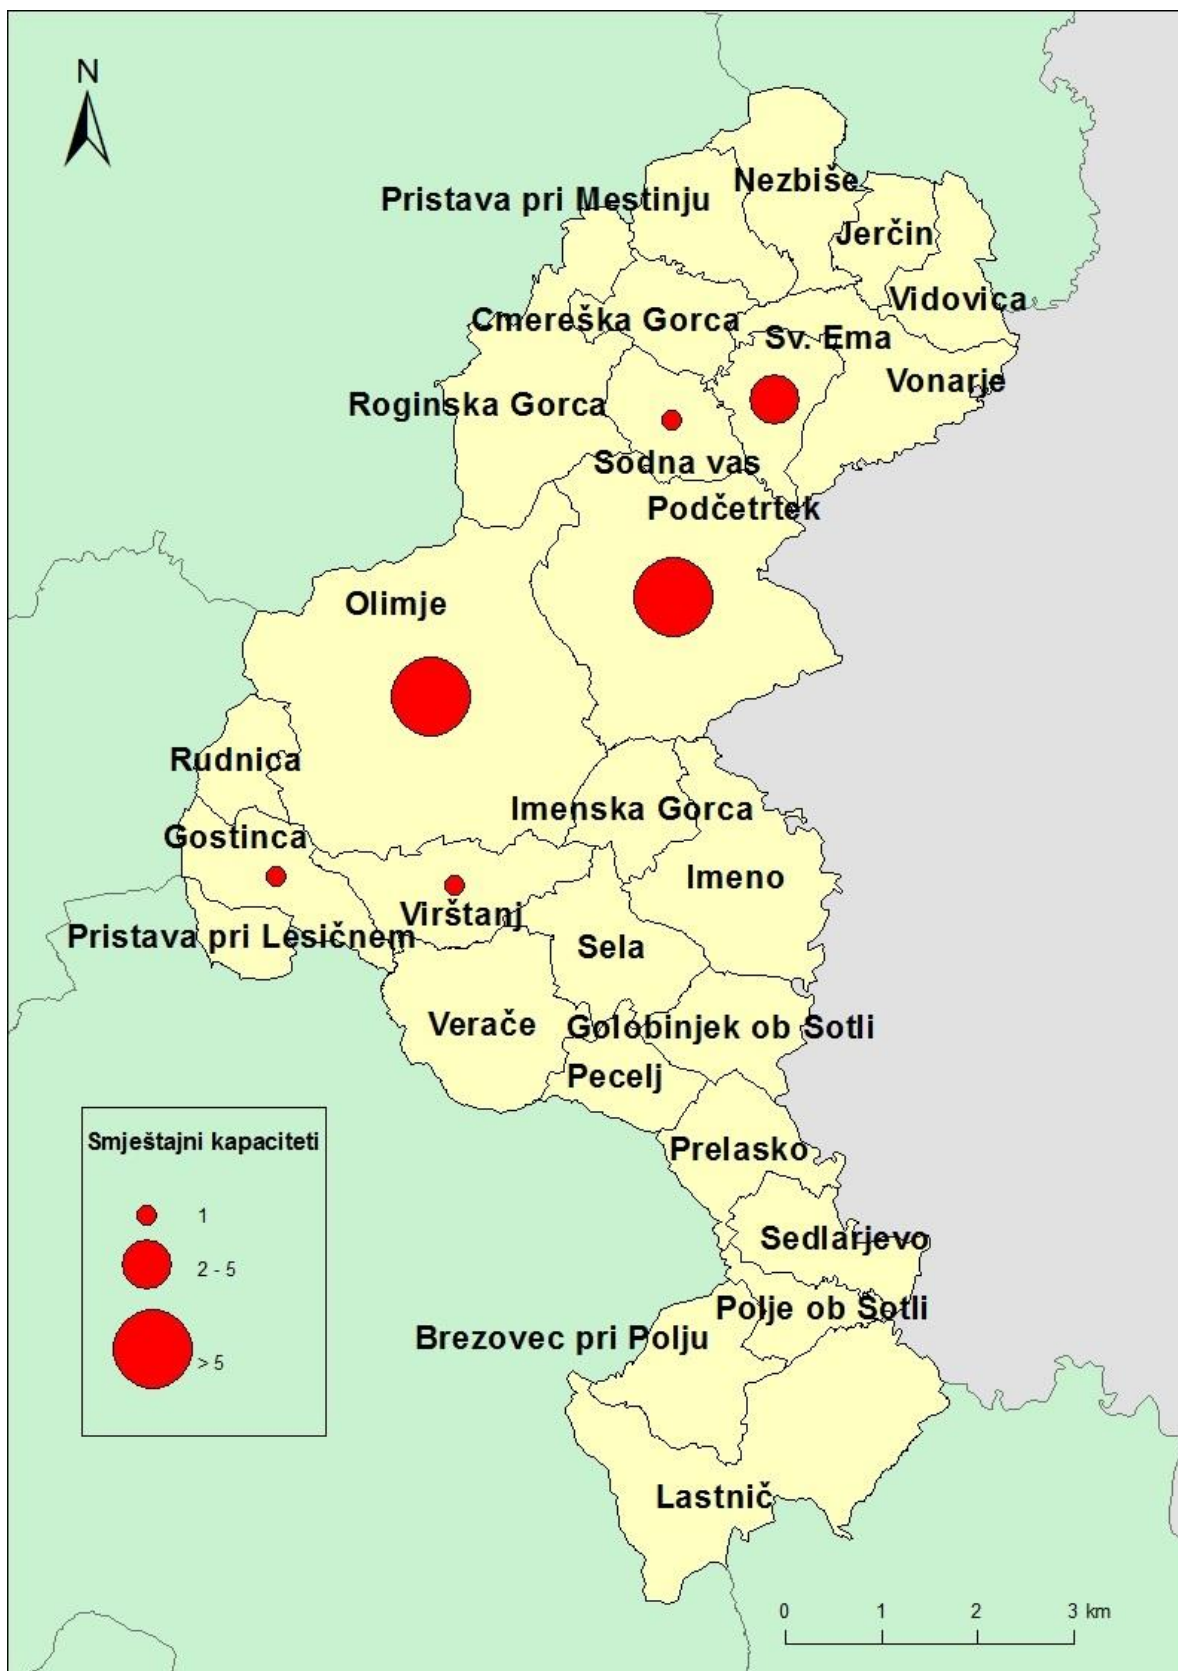 N
Nezbiše
Pristava pri Mestinju
Jerčin
Vidovica
Cmereška Gorca
Sv. Ema
Vonarje
Roginska Gorca
Sodna vas
Podčetrtek
Olimje
Rudnica
Imenska Gorca
Gostinca
Imeno
Virštanj
Pristava pri Lesičnem
Sela
Verače
Golobinjek ob Sotli
Pecelj
Smještajni kapaciteti
1
2 - 5
> 5
Prelasko
Sedlarjevo
Polje ob Sotli
Brezovec pri Polju
Lastnič
0 1 2 3 km